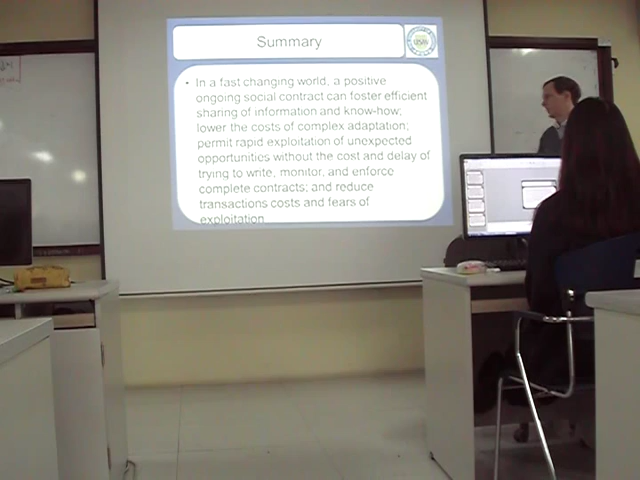 Summary
• In a fast changing world, a positive
ongoing social contract can foster efficient
sharing of information and know-how;
lower the costs of complex adaptation;
permit rapid exploitation of unexpected
opportunities without the cost and delay of
trying to write, monitor, and enforce
complete contracts; and reduce
transactions costs and fears of
exploitation